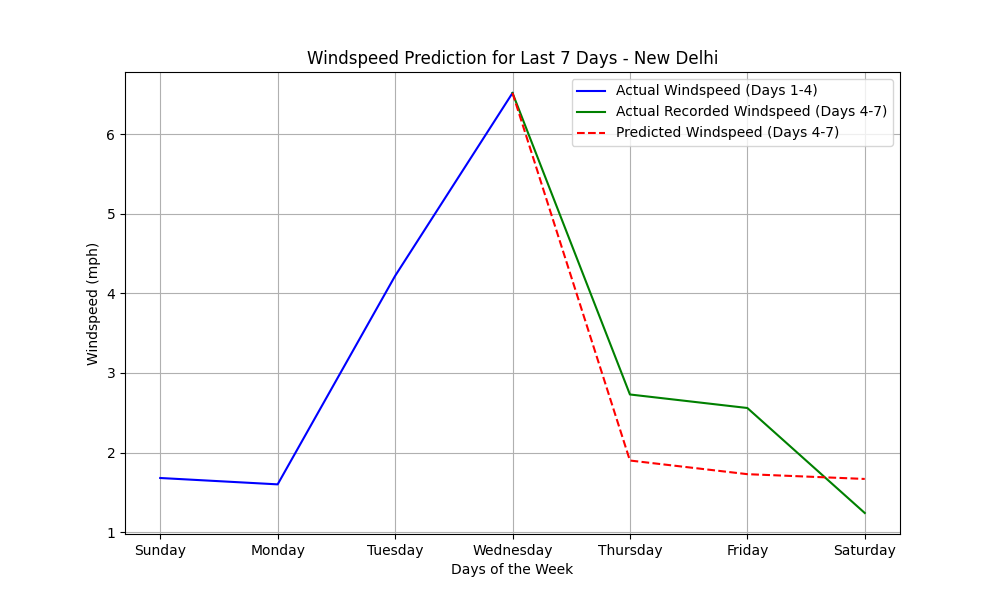 Windspeed Prediction for Last 7 Days - New Delhi
Actual Windspeed (Days 1-4)
Actual Recorded Windspeed (Days 4-7)
Predicted Windspeed (Days 4-7)
Windspeed (mph)
6
5
4
3
2
1
Sunday Monday Tuesday Wednesday Thursday Friday Saturday
Days of the Week